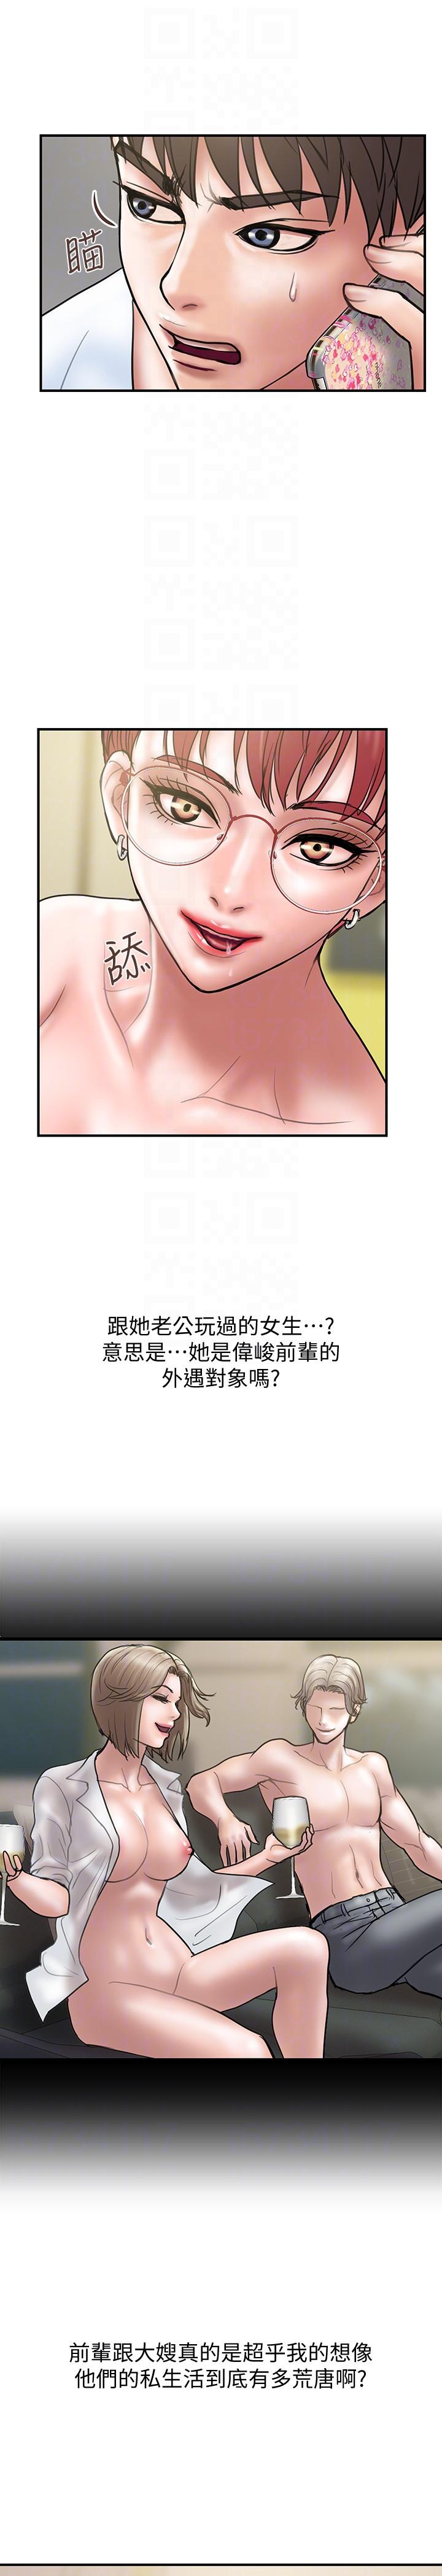 瞄
舔
跟她老公玩過的女生…?
意思是…她是偉峻前輩的
外遇對象嗎?
前輩跟大嫂真的是超乎我的想像
他們的私生活到底有多荒唐啊?